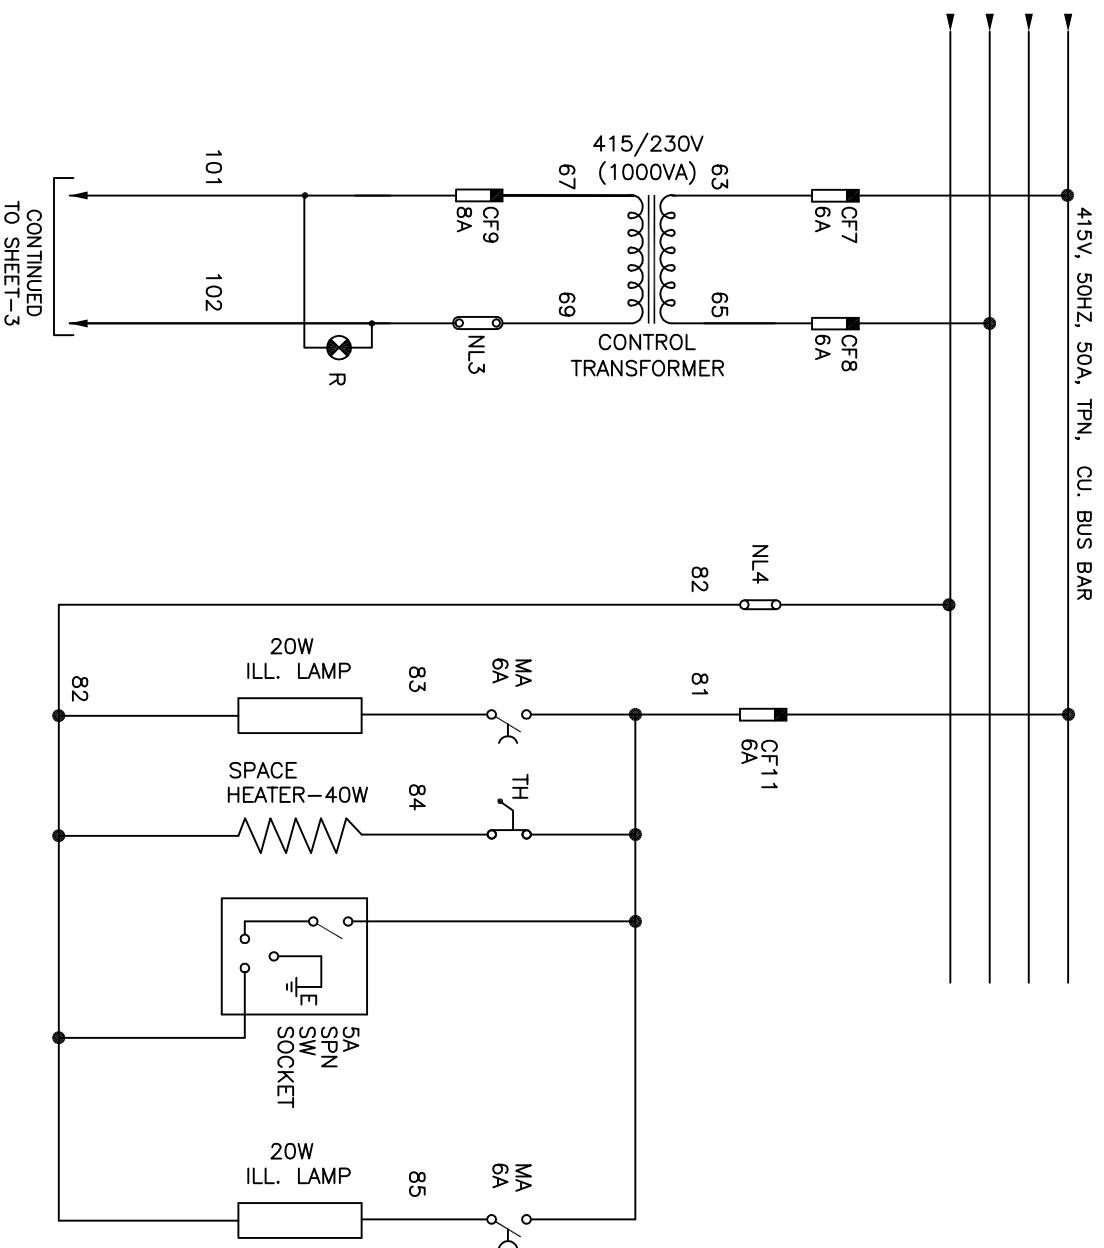 415V, 50HZ, 50A, TPN, CU. BUS BAR
CF7
6A
CF8
6A
63
65
415/230V
(1000VA)
CONTROL
TRANSFORMER
67
69
CF9
8A
NL3
R
101
102
CONTINUED
TO SHEET-3
NL4
82
CF11
6A
81
MA
6A
83
20W
ILL. LAMP
82
TH
84
SPACE
HEATER-40W
E
5A
SPN
SW
SOCKET
MA
6A
85
20W
ILL. LAMP